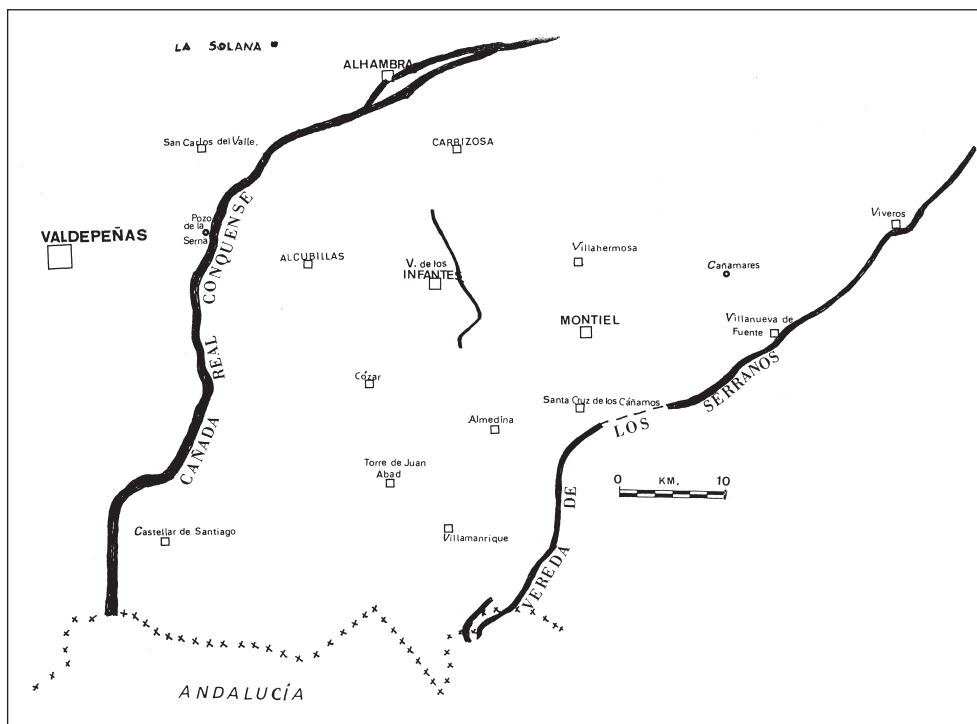 LA SOLANA
ALHAMBRA
San Carlos del Valle.
CARRIZOSA
Pozo
de la
Serna
VALDEPEÑAS
ALCUBILLAS
V. de los
INFANTES
Villahermosa
Viveros
Cañamares
MONTIEL
Villanueva de
Fuente
Cózar
Santa Cruz de los Cáñamos
Almedina
Torre de Juan
Abad
Castellar de Santiago
Villamanrique
CAÑADA REAL CONQUENSE
VEREDA DE LOS SERRANOS
0 KM. 10
ANDALUCÍA